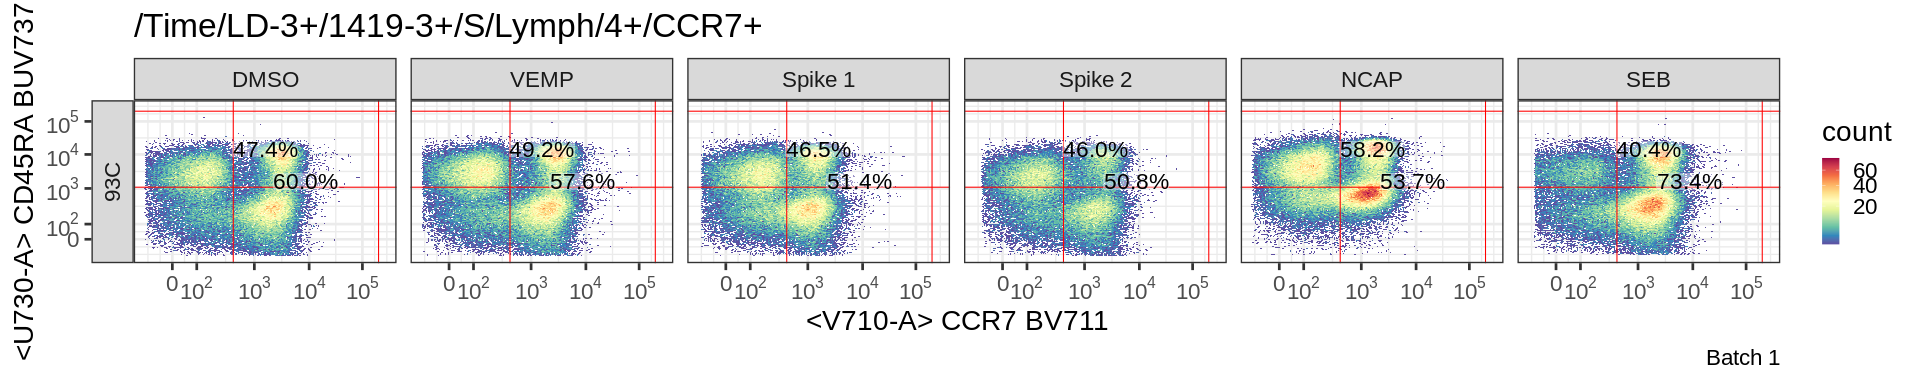 /Time/LD-3+/1419-3+/S/Lymph/4+/CCR7+
DMSO VEMP Spike 1 Spike 2 NCAP SEB
<U730-A> CD45RA BUV737
93C
10^5
10^4
10^3
10^2
0
47.4% 49.2% 46.5% 46.0% 58.2% 40.4%
60.0% 57.6% 51.4% 50.8% 53.7% 73.4%
0 10^2 10^3 10^4 10^5 0 10^2 10^3 10^4 10^5 0 10^2 10^3 10^4 10^5 0 10^2 10^3 10^4 10^5 0 10^2 10^3 10^4 10^5 0 10^2 10^3 10^4 10^5
<V710-A> CCR7 BV711
count
60
40
20
Batch 1